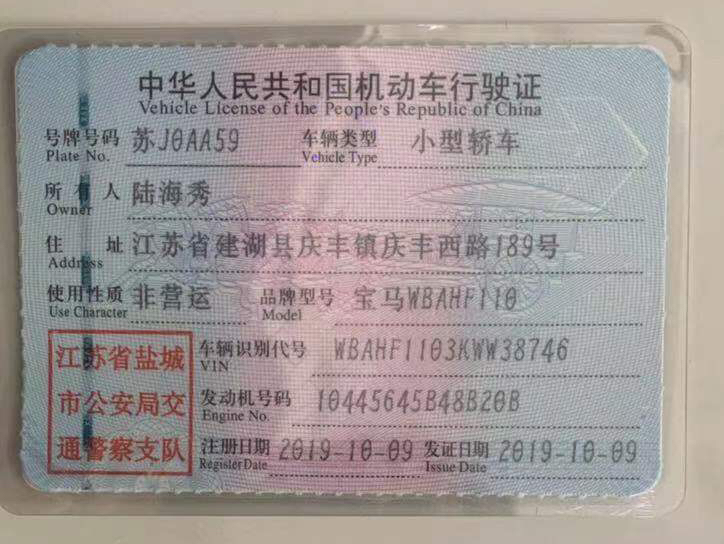 中华人民共和国机动车行驶证
Vehicle License of the People's Republic of China
号牌号码 苏J0AA59 车辆类型 小型轿车
Plate No. Vehicle Type
所有人 陆海秀
Owner
住址 江苏省建湖县庆丰镇庆丰西路189号
Address
使用性质 非营运 品牌型号 宝马WBAHF110
Use Character Model
江苏省盐城 车辆识别代号 WBAHF1103KWW38746
VIN
市公安局交 发动机号码 10445645B48B20B
Engine No.
通警察支队 注册日期 2019-10-09 发证日期 2019-10-09
Register Date Issue Date